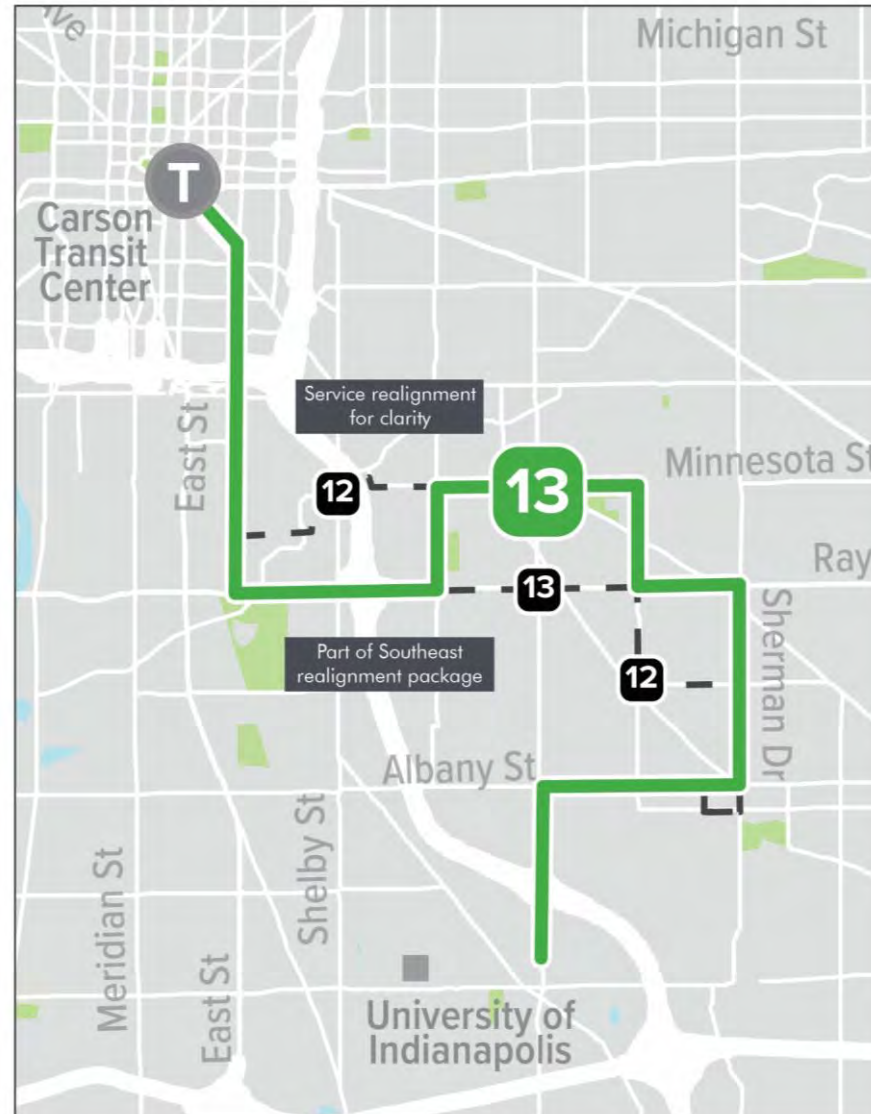 Michigan St
T
Carson
Transit
Center
Service realignment
for clarity
East St
12
13
Minnesota St
13
Ray
Part of Southeast
realignment package
12
Sherman Dr
Albany St
Shelby St
Meridian St
East St
University of
Indianapolis